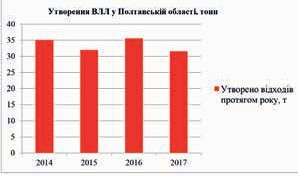 Утворення ВЛЛ у Полтавській області, тонн
40
35
30
25
20
15
10
5
0
2014 2015 2016 2017
Утворено відходів
протягом року, т